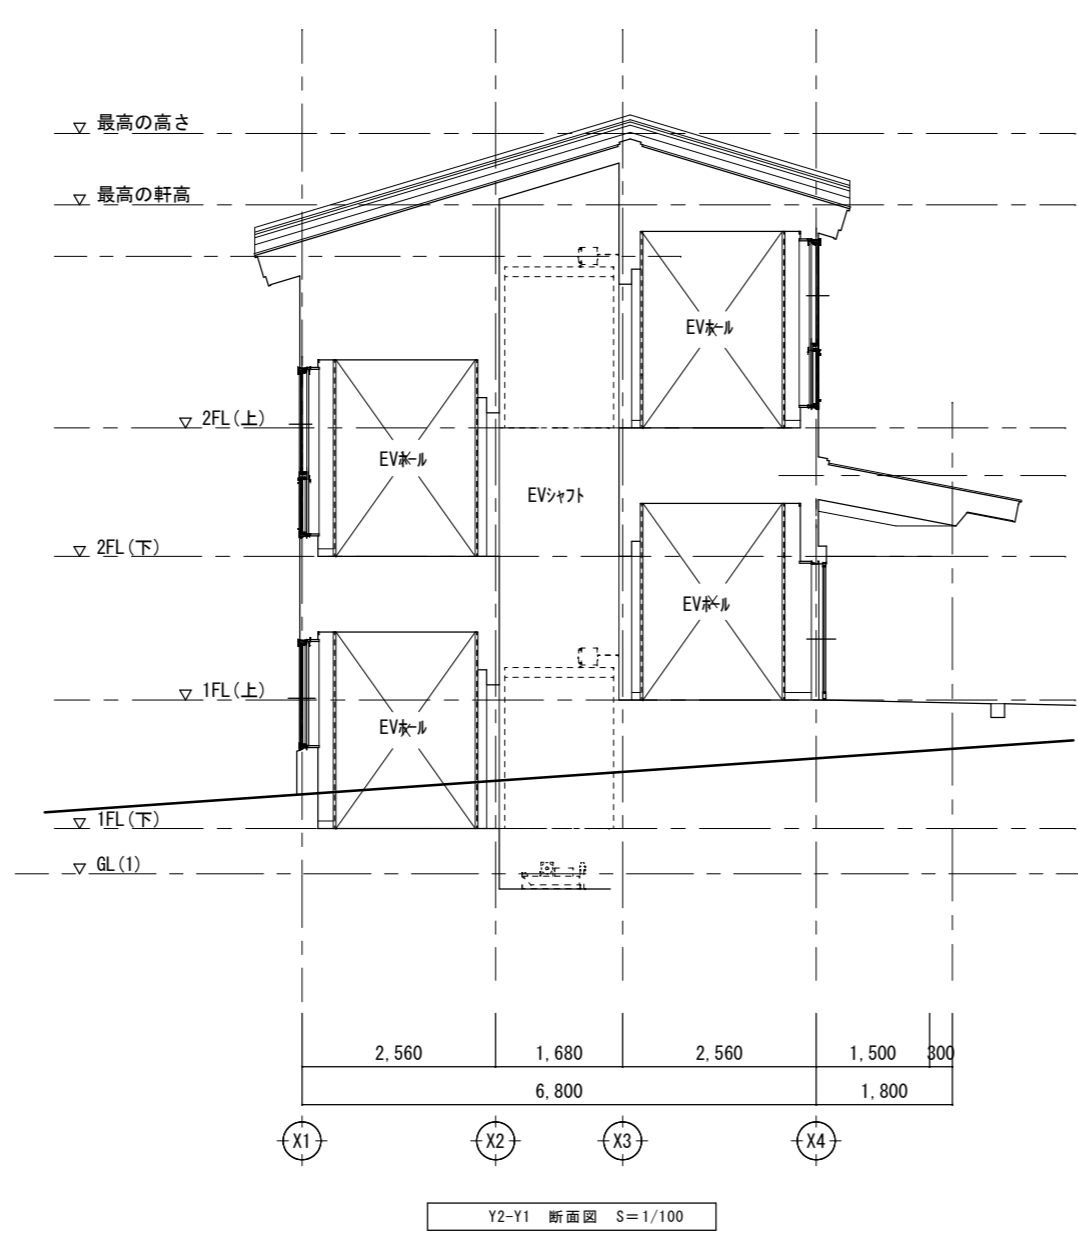 ▽ 最高の高さ
▽ 最高の軒高
EVホール
▽ 2FL(上)
EVホール
EVシャフト
▽ 2FL(下)
EVホール
▽ 1FL(上)
EVホール
▽ 1FL(下)
▽ GL(1)
2,560 1,680 2,560 1,500 300
6,800 1,800
X1 X2 X3 X4
Y2-Y1 断面図 S=1/100